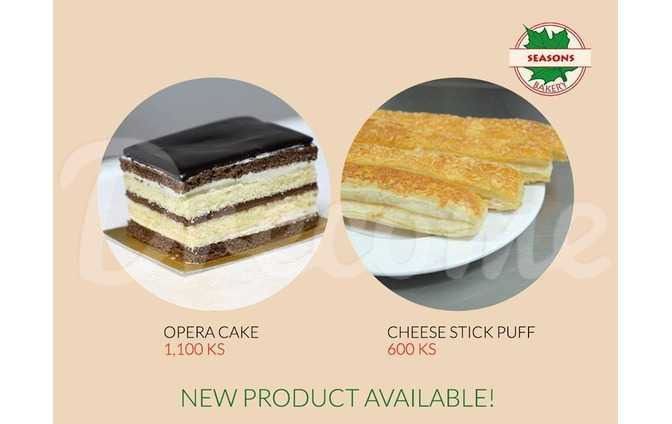 SEASONS
BAKERY
OPERA CAKE
1,100 KS
CHEESE STICK PUFF
600 KS
NEW PRODUCT AVAILABLE!